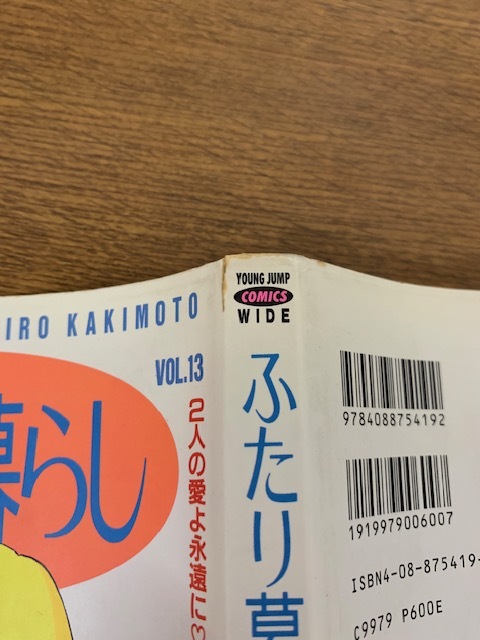 IRO KAKIMOTO
VOL.13
暮らし
2人の愛よ永遠に♡
YOUNG JUMP
COMICS
WIDE
ふたり暮
9784088754192
1919979006007
ISBN4-08-875419-
C9979 P600E